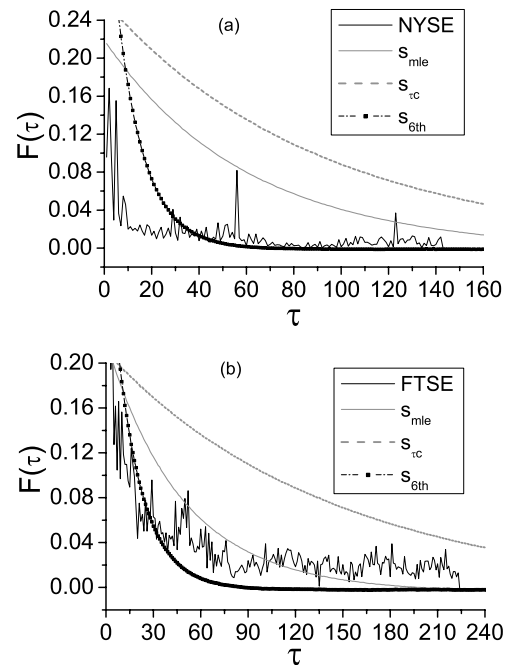 (a)
NYSE
s_mle
s_τc
s_6th
F(τ)
0.24
0.20
0.16
0.12
0.08
0.04
0.00
0 20 40 60 80 100 120 140 160
τ
(b)
FTSE
s_mle
s_τc
s_6th
F(τ)
0.20
0.16
0.12
0.08
0.04
0.00
0 30 60 90 120 150 180 210 240
τ